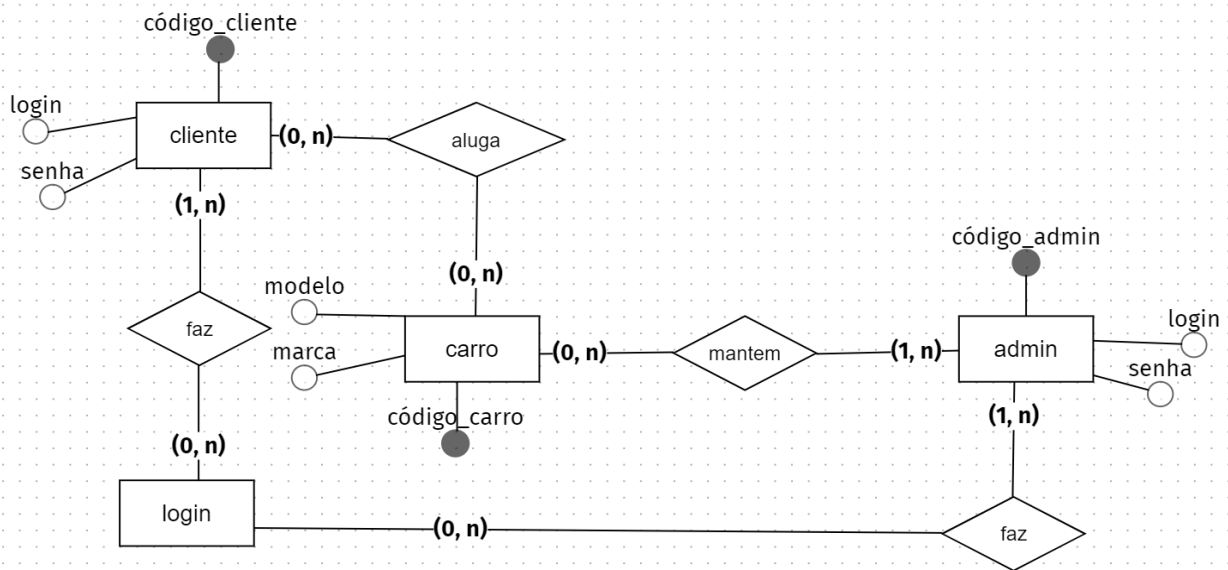 código_cliente
login
cliente
(0, n)
aluga
senha
(1, n)
código_admin
(0, n)
modelo
login
faz
marca
carro
(0, n)
mantem
(1, n)
admin
senha
código_carro
(1, n)
(0, n)
login
(0, n)
faz